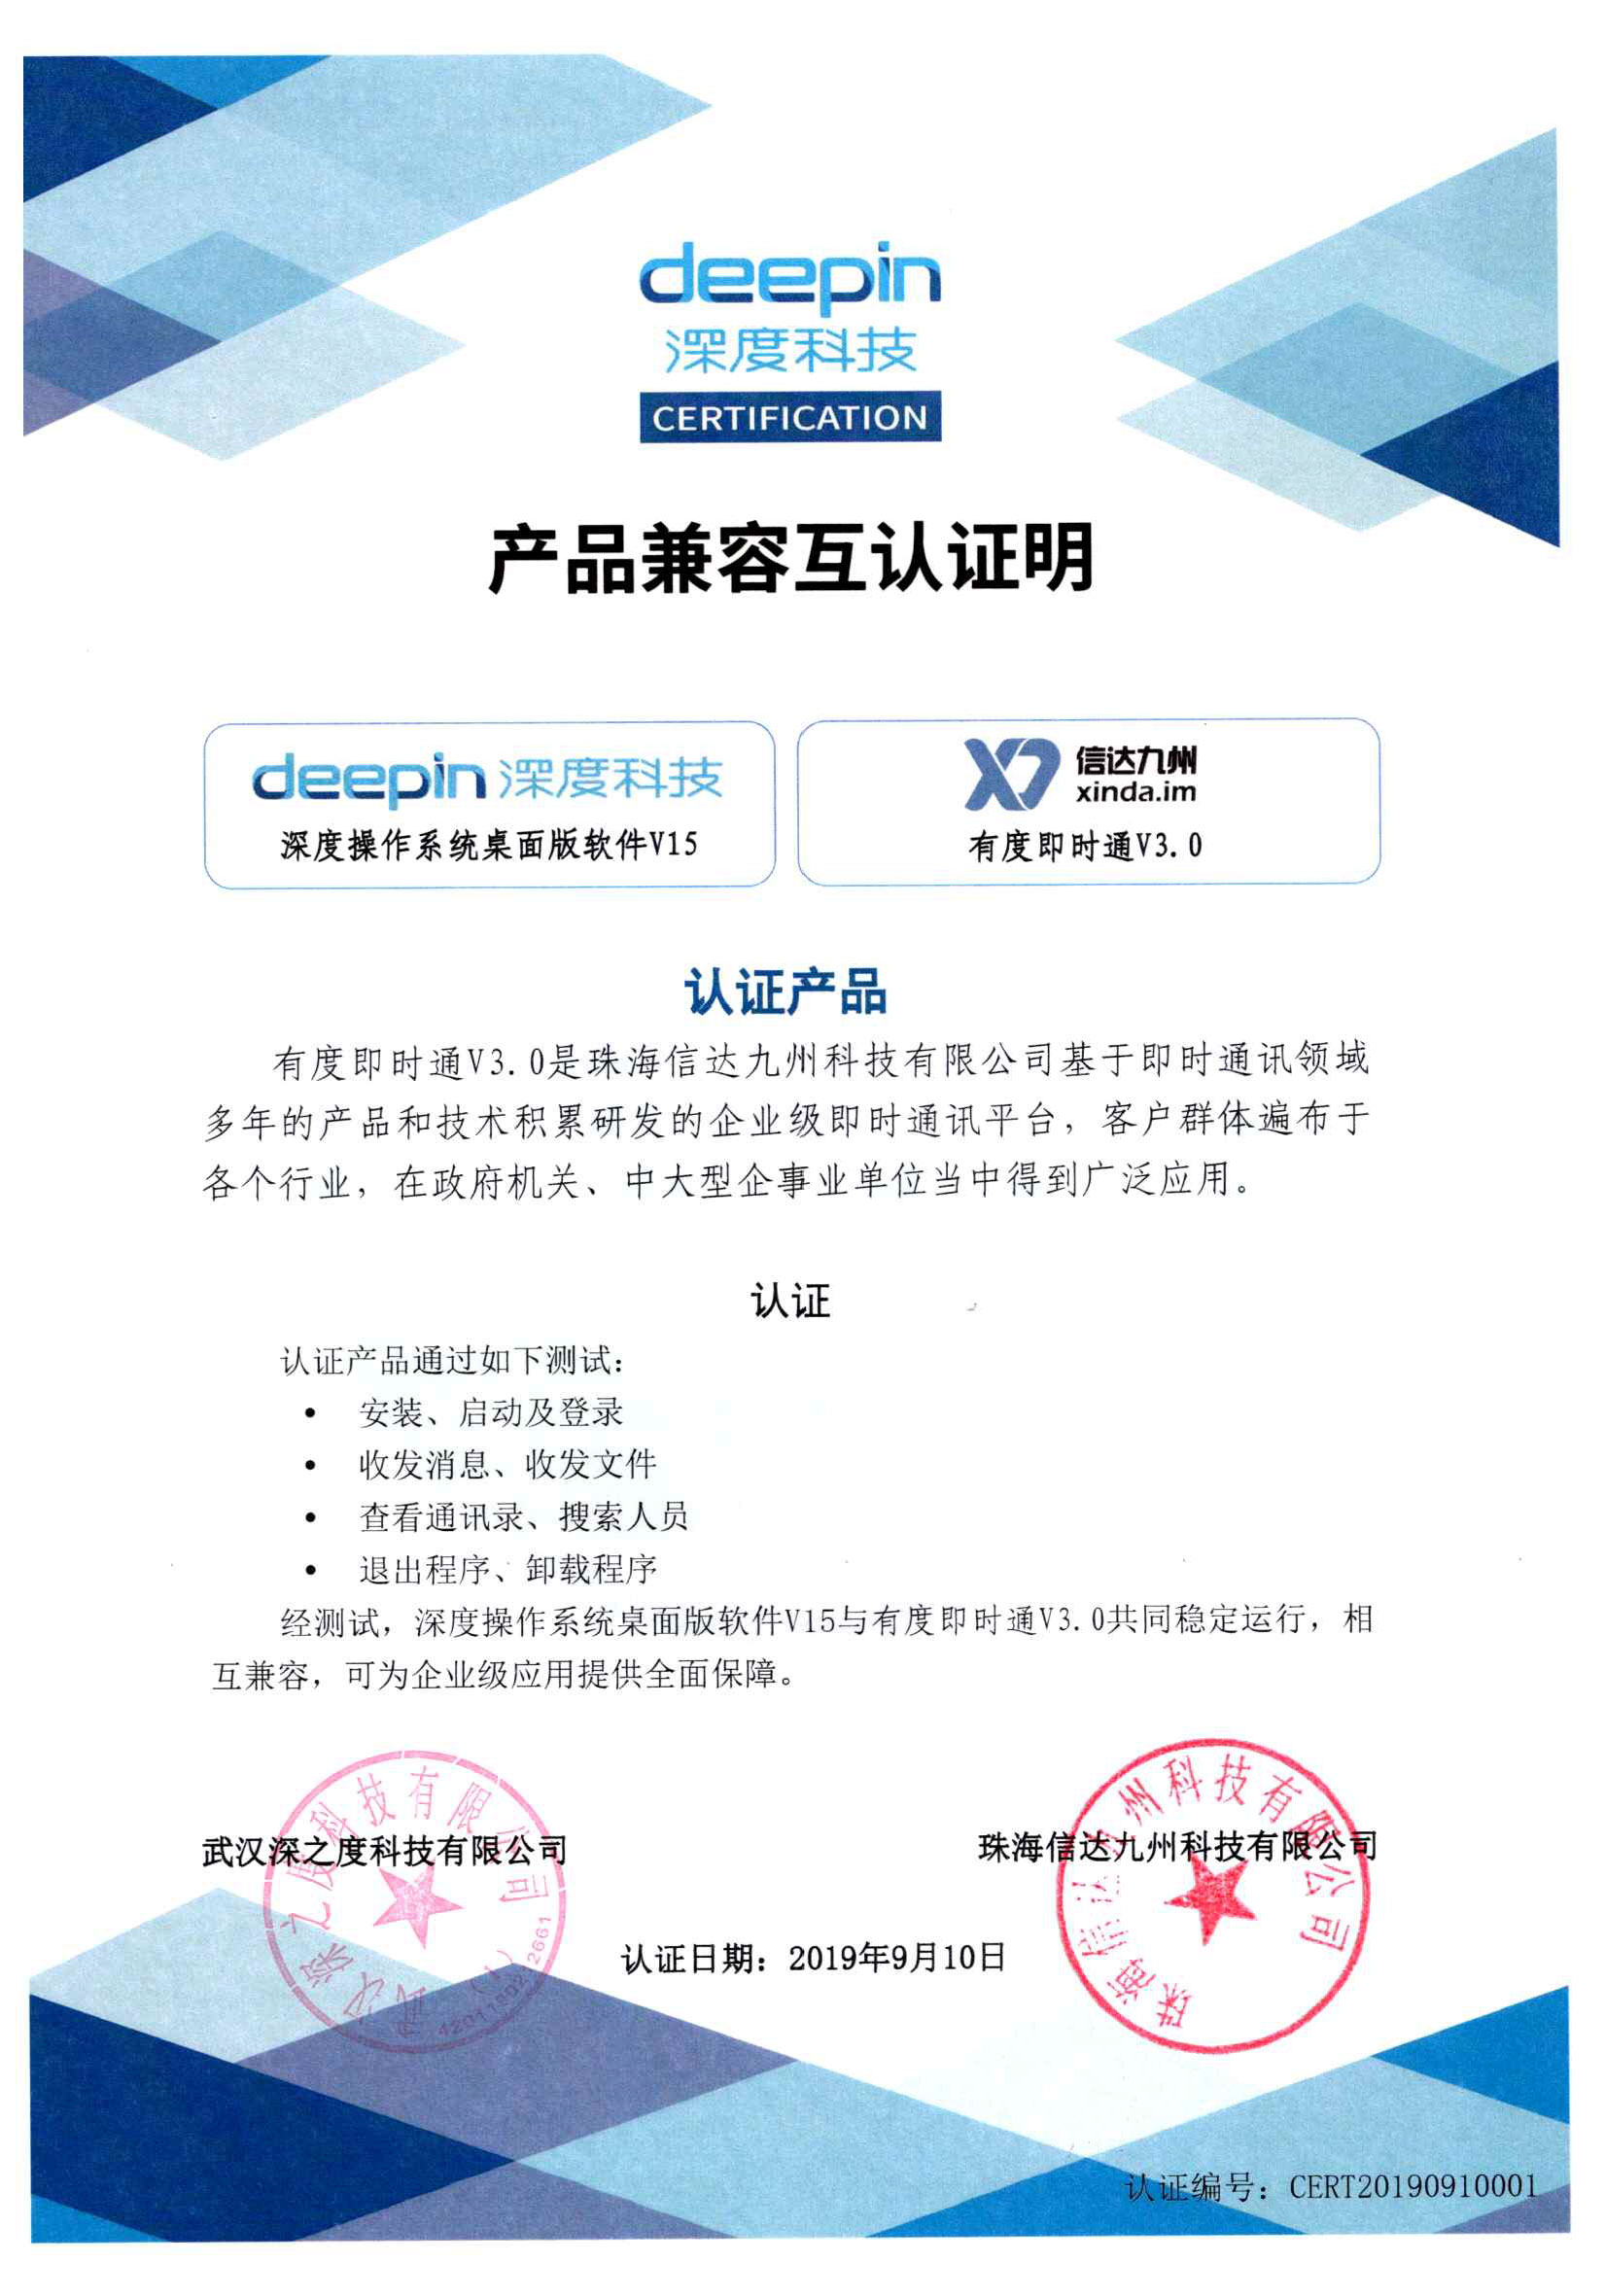 deepin
深度科技
CERTIFICATION
产品兼容互认证明
deepin 深度科技
深度操作系统桌面版软件V15
信达九州
xinda.im
有度即时通V3.0
认证产品
有度即时通V3.0是珠海信达九州科技有限公司基于即时通讯领域
多年的产品和技术积累研发的企业级即时通讯平台，客户群体遍布于
各个行业，在政府机关、中大型企事业单位当中得到广泛应用。
认证
认证产品通过如下测试：
• 安装、启动及登录
• 收发消息、收发文件
• 查看通讯录、搜索人员
• 退出程序、卸载程序
经测试，深度操作系统桌面版软件V15与有度即时通V3.0共同稳定运行，相
互兼容，可为企业级应用提供全面保障。
武汉深之度科技有限公司
珠海信达九州科技有限公司
武汉深之度科技有限公司
(1)
珠海信达九州科技有限公司
认证日期：2019年9月10日
认证编号：CERT20190910001